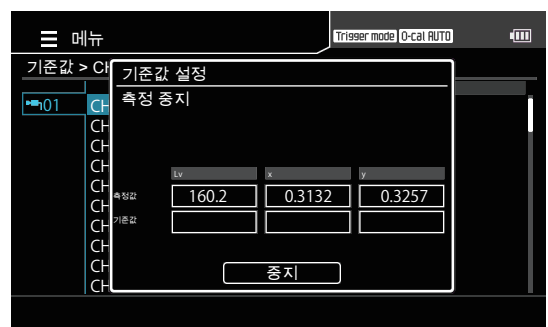 메뉴
Trigger mode O-cal AUTO
기준값 > CH
01
기준값 설정
측정 중지
Lv x y
측정값 160.2 0.3132 0.3257
기준값
중지
CH
CH
CH
CH
CH
CH
CH
CH
CH
CH